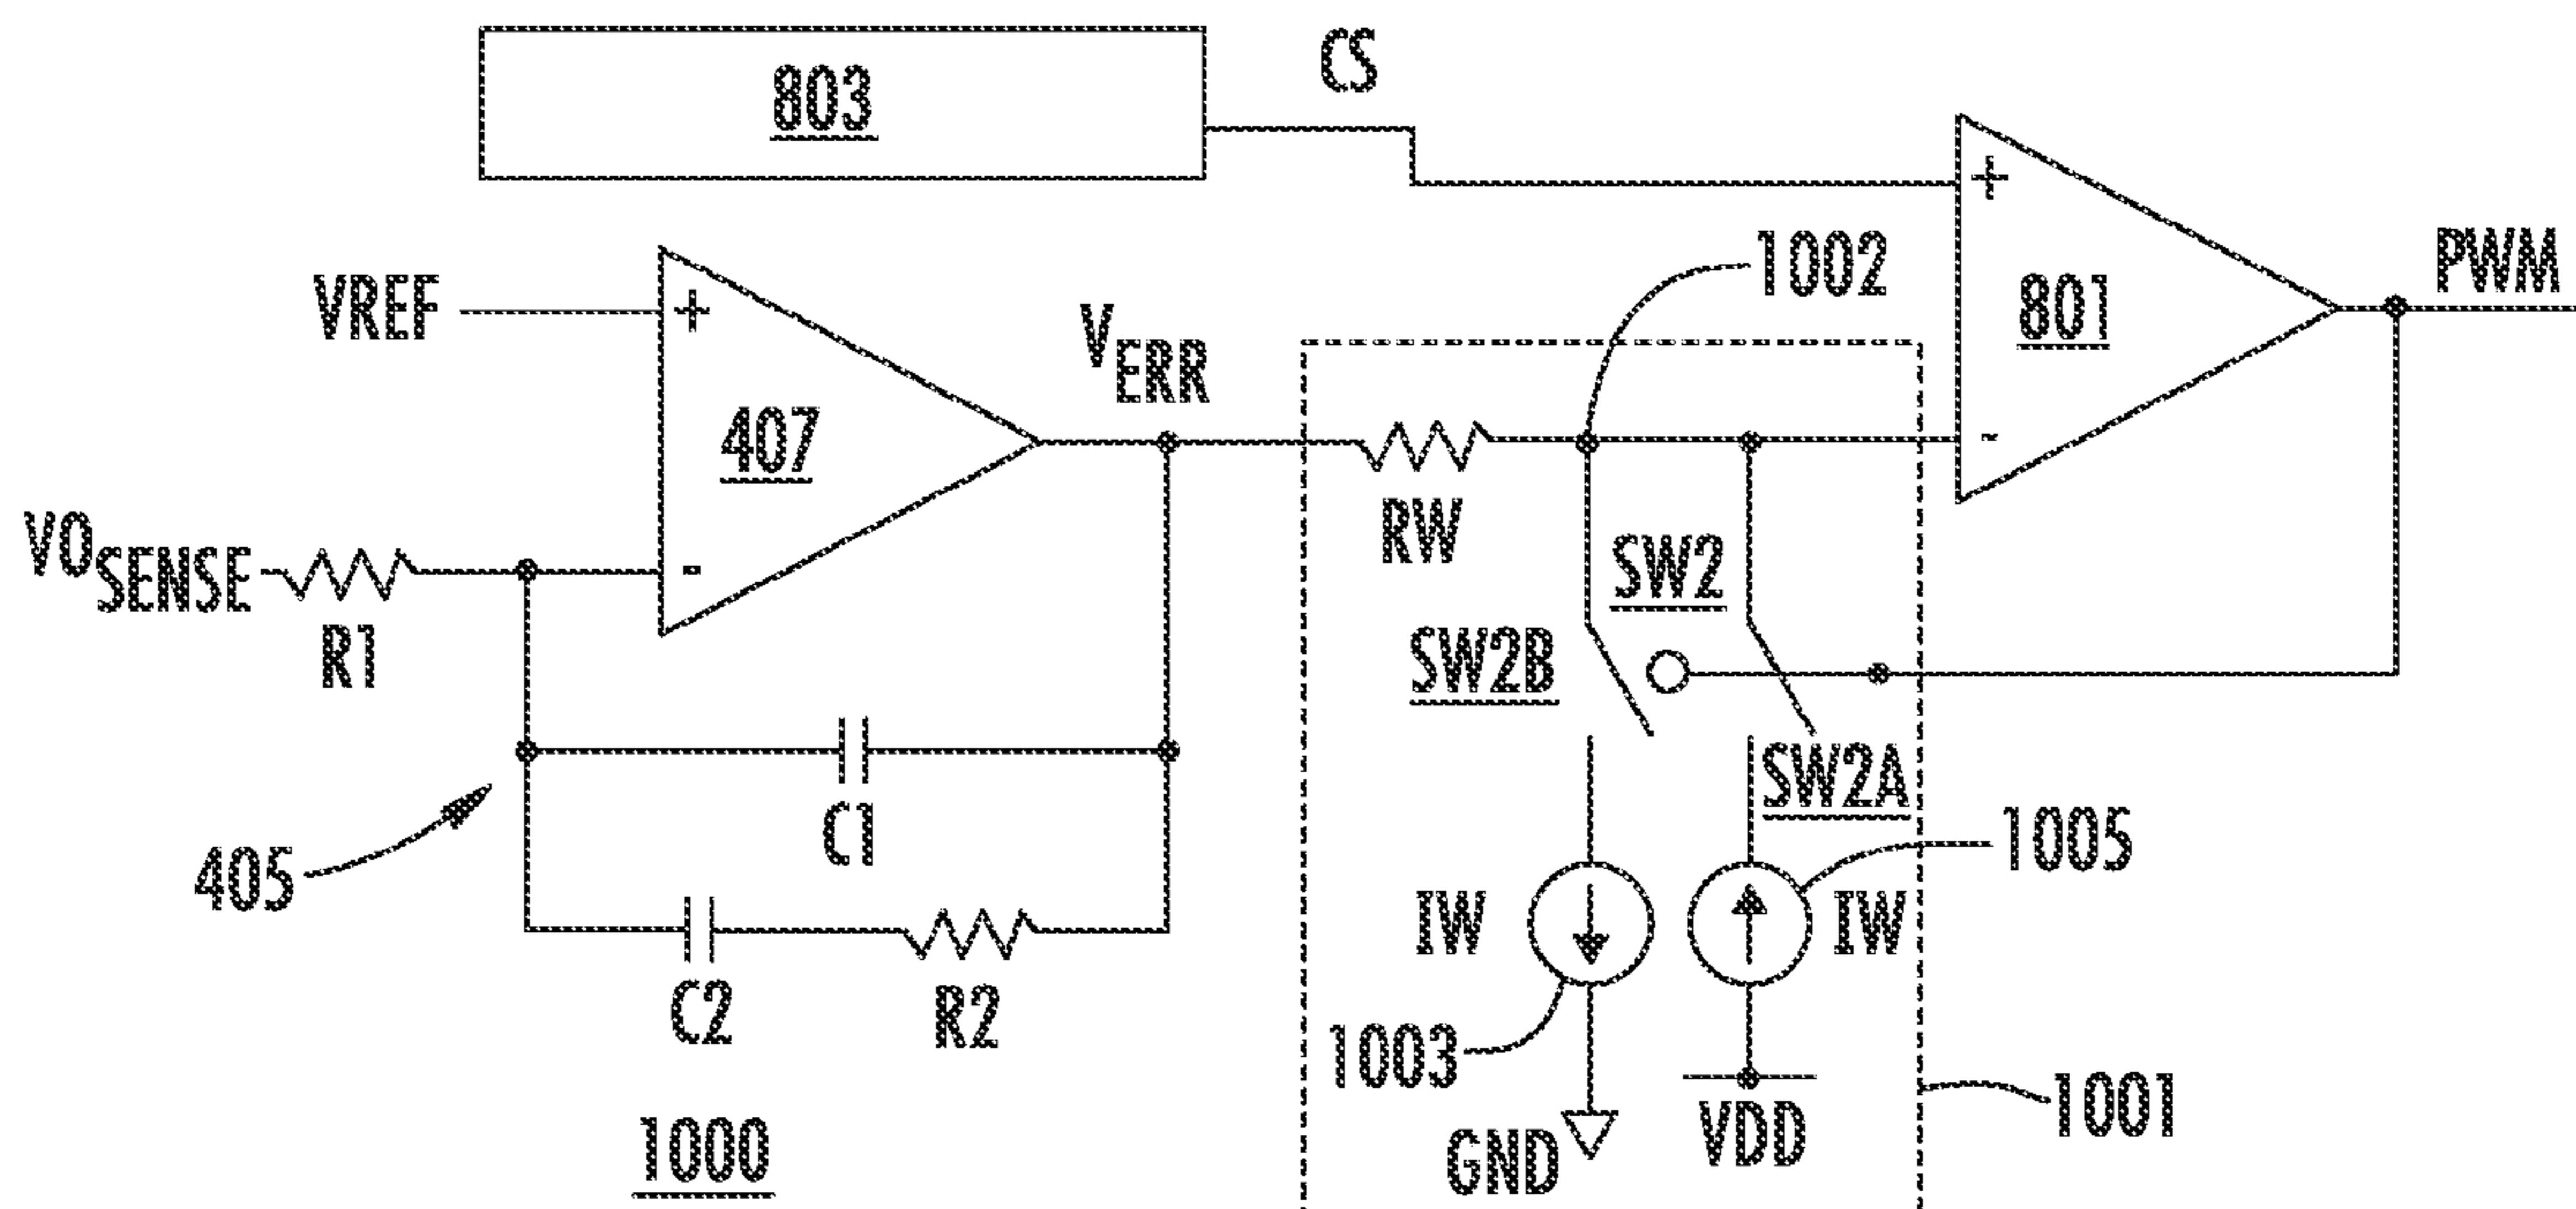 803
CS
1002
PWM
VREF
+
+
VERR
801
407
-
-
RW
VOSENSE
R1
SW2
SW2B
SW2A
C1
405
1005
IW
IW
C2
R2
1003
1001
GND
VDD
1000